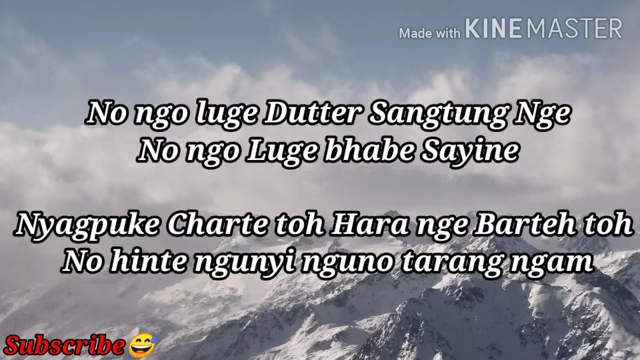 Made with KINEMASTER
No ngo luge Dutter Sangtung Nge
No ngo Luge bhabe Sayine
Nyagpuke Charte toh Hara nge Barteh toh
No hinte ngunyi nguno tarang ngam
Subscribe😅